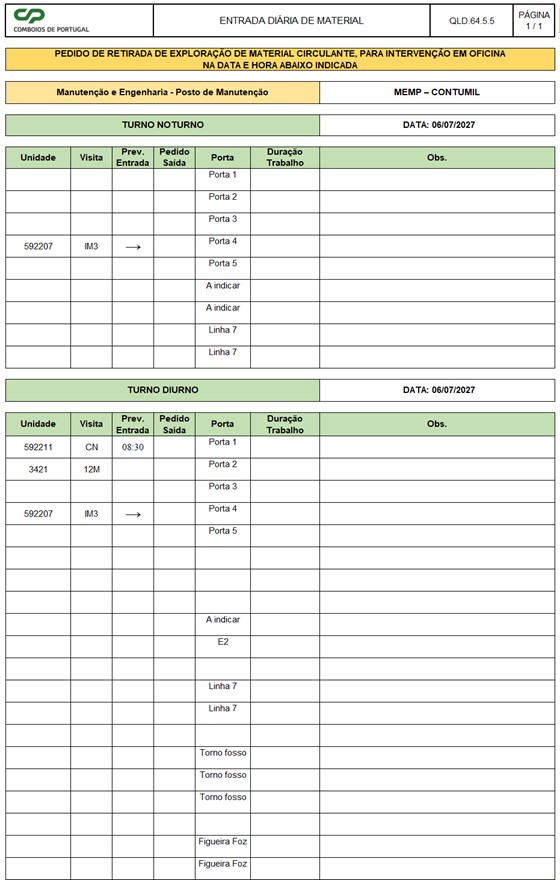 CP
COMBOIOS DE PORTUGAL
ENTRADA DIÁRIA DE MATERIAL
QLD.64.5.5
PÁGINA
1 / 1
PEDIDO DE RETIRADA DE EXPLORAÇÃO DE MATERIAL CIRCULANTE, PARA INTERVENÇÃO EM OFICINA
NA DATA E HORA ABAIXO INDICADA
Manutenção e Engenharia - Posto de Manutenção MEMP – CONTUMIL
TURNO NOTURNO DATA: 06/07/2027
Unidade Visita Prev. Entrada Pedido Saída Porta Duração Trabalho Obs.
Porta 1
Porta 2
Porta 3
592207 IM3 → Porta 4
Porta 5
A indicar
A indicar
Linha 7
Linha 7
TURNO DIURNO DATA: 06/07/2027
Unidade Visita Prev. Entrada Pedido Saída Porta Duração Trabalho Obs.
592211 CN 08:30 Porta 1
3421 12M Porta 2
Porta 3
592207 IM3 → Porta 4
Porta 5
A indicar
E2
Linha 7
Linha 7
Torno fosso
Torno fosso
Torno fosso
Figueira Foz
Figueira Foz